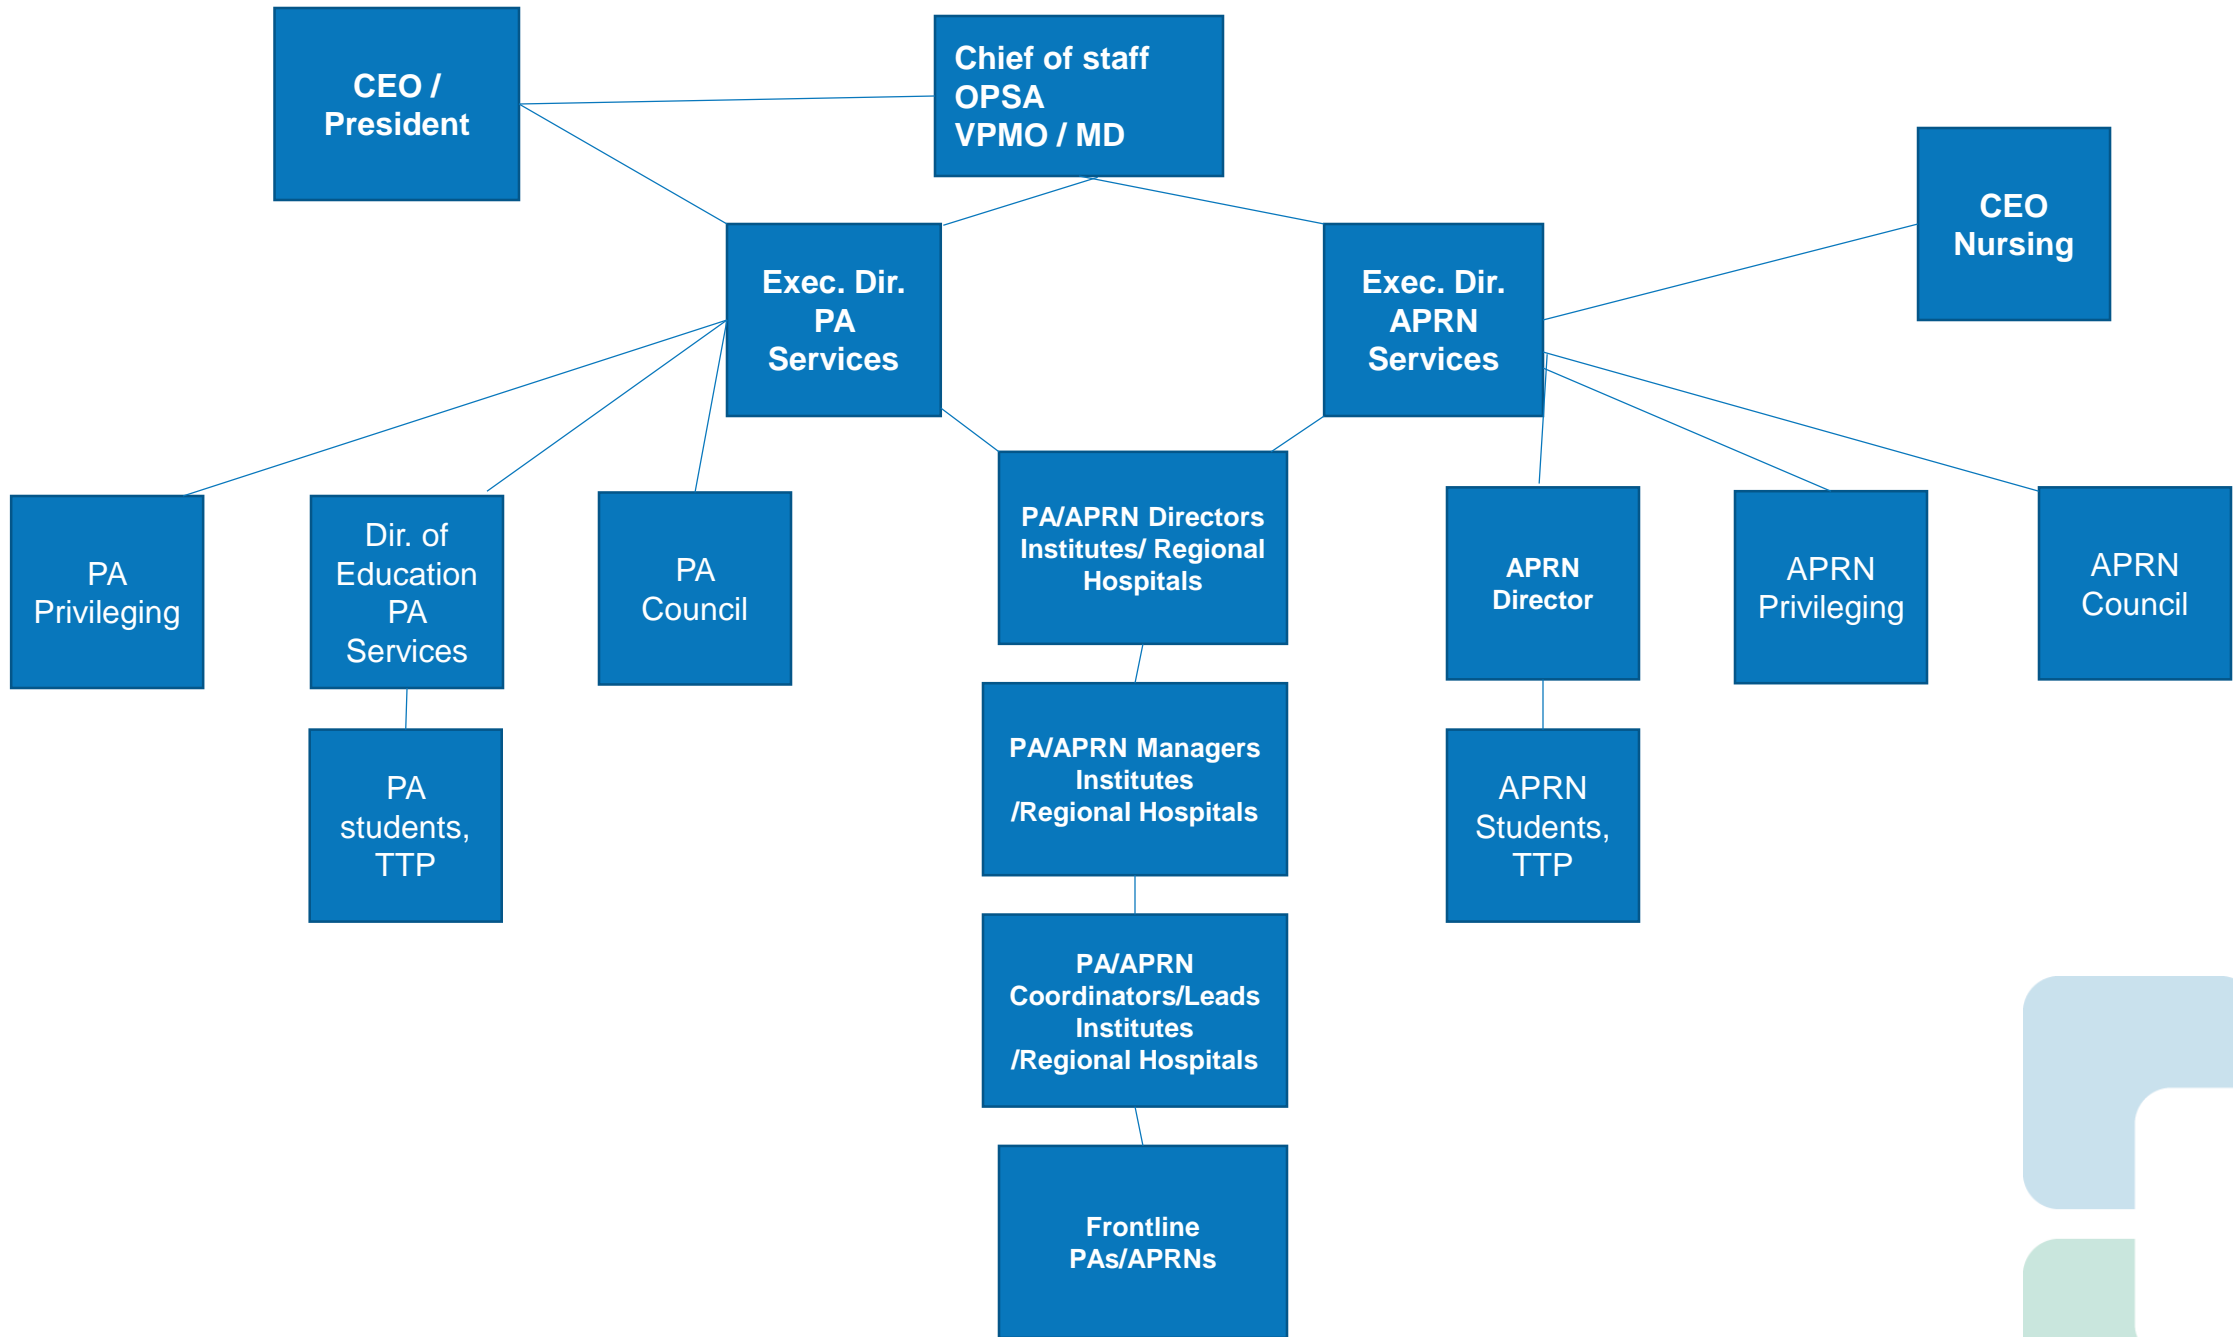 CEO /
President
Chief of staff
OPSA
VPMO / MD
CEO
Nursing
Exec. Dir.
PA
Services
Exec. Dir.
APRN
Services
PA
Privileging
Dir. of
Education
PA
Services
PA
Council
PA/APRN Directors
Institutes/ Regional
Hospitals
APRN
Director
APRN
Privileging
APRN
Council
PA
students,
TTP
PA/APRN Managers
Institutes
/Regional Hospitals
APRN
Students,
TTP
PA/APRN
Coordinators/Leads
Institutes
/Regional Hospitals
Frontline
PAs/APRNs